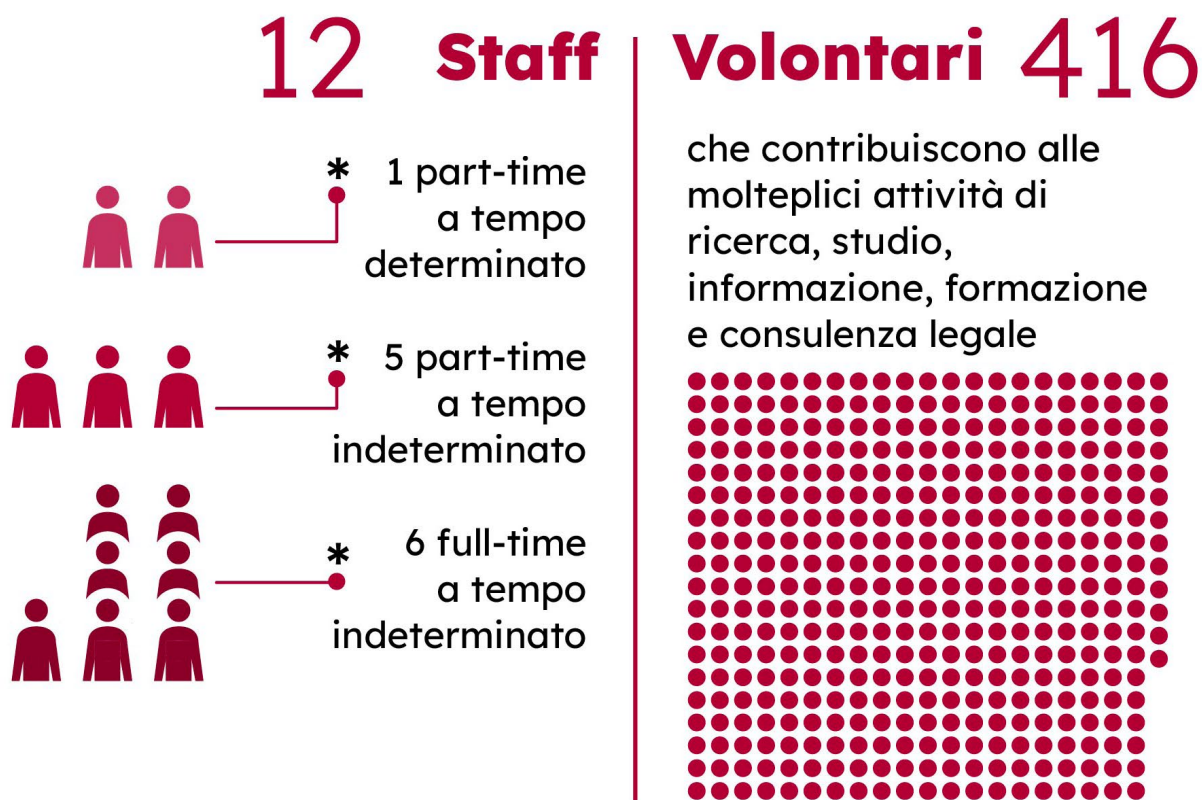 12 Staff
*
1 part-time
a tempo
determinato
*
5 part-time
a tempo
indeterminato
*
6 full-time
a tempo
indeterminato
Volontari 416
che contribuiscono alle
molteplici attività di
ricerca, studio,
informazione, formazione
e consulenza legale